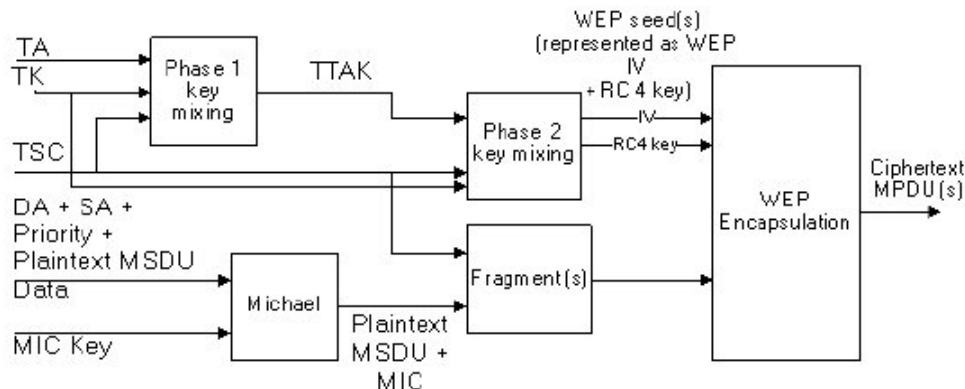 TA
TK
Phase 1
key
mixing
TTAK
WEP seed(s)
(represented as WEP
IV
+ RC4 key)
IV
RC4 key
Phase 2
key mixing
TSC
WEP
Encapsulation
Ciphertext
MPDU(s)
DA + SA +
Priority +
Plaintext MSDU
Data
Michael
Fragment(s)
MIC Key
Plaintext
MSDU +
MIC